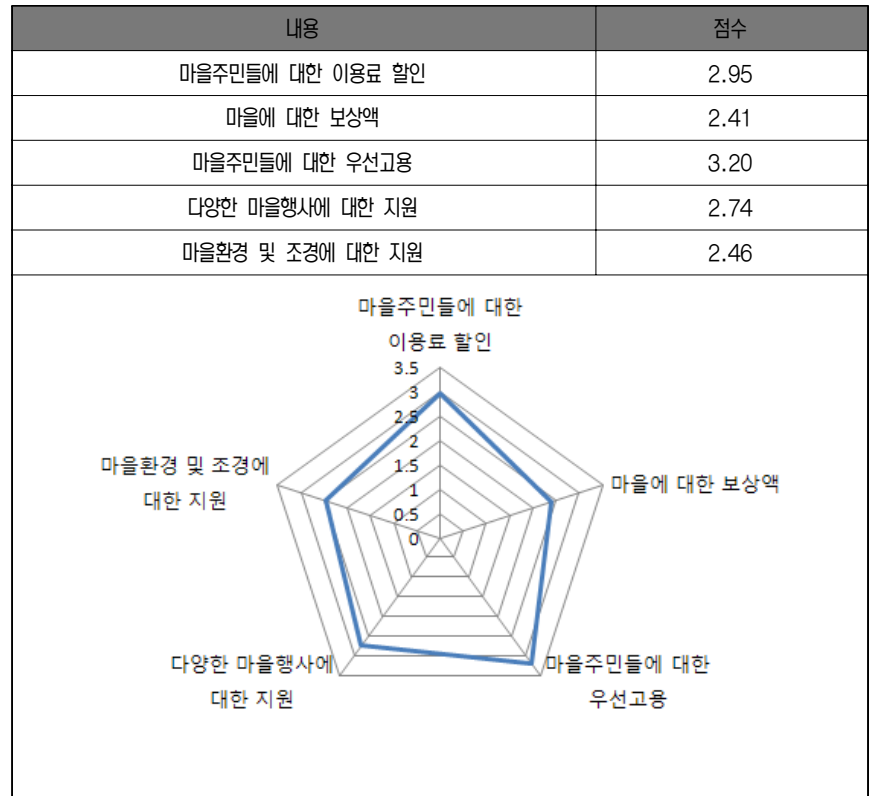 내용 점수
마을주민들에 대한 이용료 할인 2.95
마을에 대한 보상액 2.41
마을주민들에 대한 우선고용 3.20
다양한 마을행사에 대한 지원 2.74
마을환경 및 조경에 대한 지원 2.46
마을주민들에 대한
이용료 할인
3.5
3
2.5
2
1.5
1
0.5
0
마을에 대한 보상액
마을주민들에 대한
우선고용
다양한 마을행사에
대한 지원
마을환경 및 조경에
대한 지원